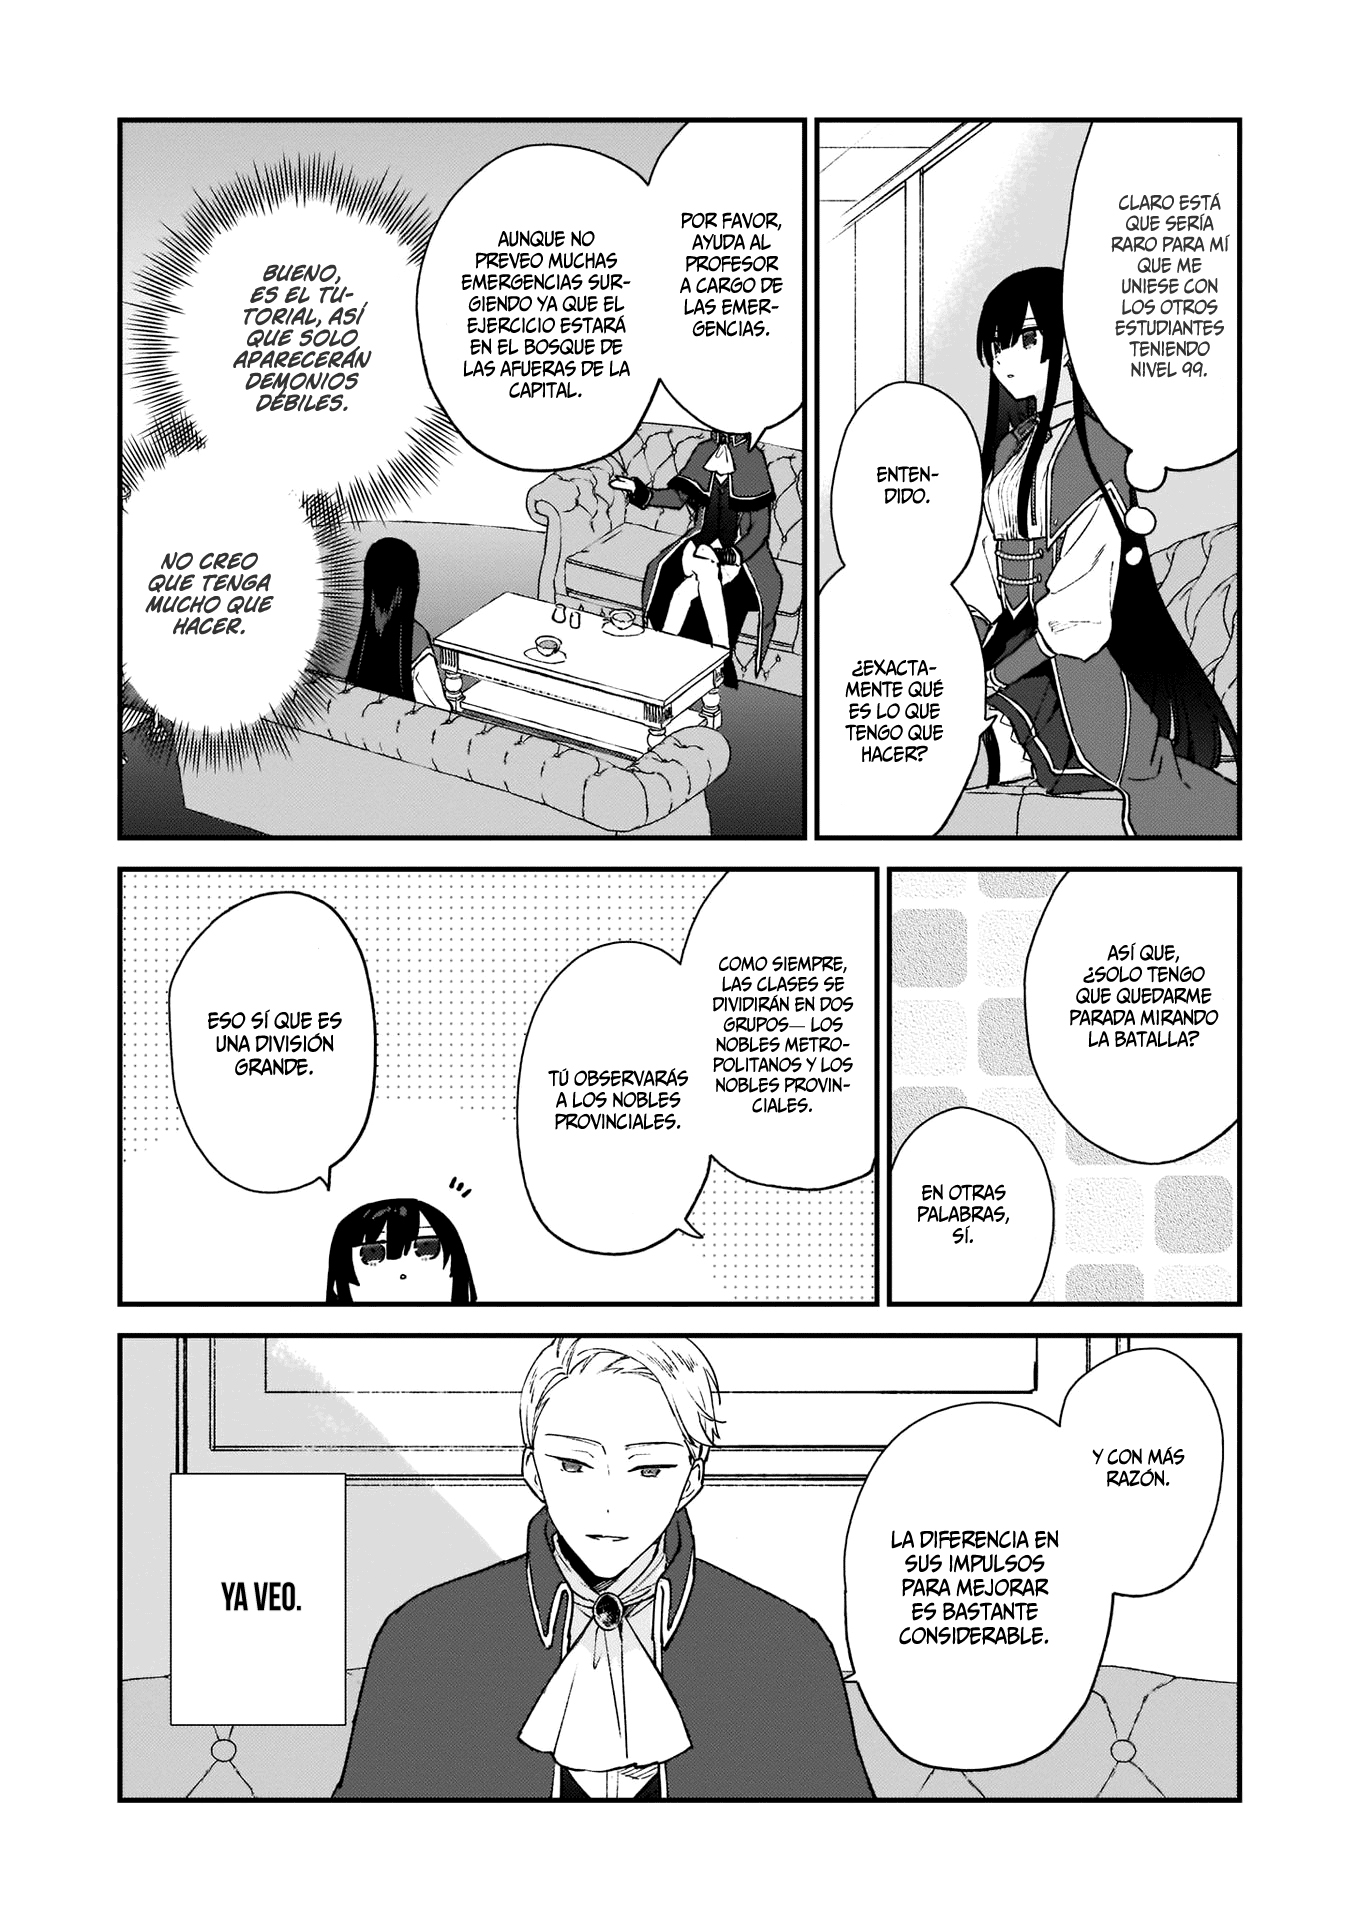 CLARO ESTÁ
QUE SERÍA
RARO PARA MÍ
QUE ME
UNIESE CON
LOS OTROS
ESTUDIANTES
TENIENDO
NIVEL 99.
ENTEN-
DIDO.
¿EXACTA-
MENTE QUÉ
ES LO QUE
TENGO QUE
HACER?
POR FAVOR,
AYUDA AL
PROFESOR
A CARGO DE
LAS EMER-
GENCIAS.
AUNQUE NO
PREVEO MUCHAS
EMERGENCIAS SUR-
GIENDO YA QUE EL
EJERCICIO ESTARÁ
EN EL BOSQUE DE
LAS AFUERAS DE LA
CAPITAL.
BUENO,
ES EL TU-
TORIAL, ASÍ
QUE SOLO
APARECERÁN
DEMONIOS
DÉBILES.
NO CREO
QUE TENGA
MUCHO QUE
HACER.
ASÍ QUE,
¿SOLO TENGO
QUE QUEDARME
PARADA MIRANDO
LA BATALLA?
EN OTRAS
PALABRAS,
SÍ.
COMO SIEMPRE,
LAS CLASES SE
DIVIDIRÁN EN DOS
GRUPOS— LOS
NOBLES METRO-
POLITANOS Y LOS
NOBLES PROVIN-
CIALES.
TÚ OBSERVARÁS
A LOS NOBLES
PROVINCIALES.
ESO SÍ QUE ES
UNA DIVISIÓN
GRANDE.
Y CON MÁS
RAZÓN.
LA DIFERENCIA EN
SUS IMPULSOS
PARA MEJORAR
ES BASTANTE
CONSIDERABLE.
YA VEO.